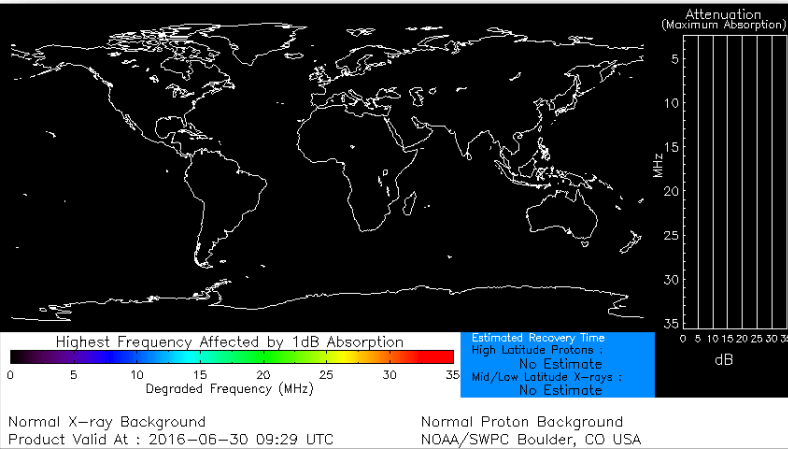 Attenuation
(Maximum Absorption)
5
10
15
20
25
30
35
MHz
0 5 10 15 20 25 30 35
dB
Highest Frequency Affected by 1dB Absorption
0 5 10 15 20 25 30 35
Degraded Frequency (MHz)
Estimated Recovery Time
High Latitude Protons :
No Estimate
Mid/Low Latitude X-rays :
No Estimate
Normal X-ray Background
Normal Proton Background
Product Valid At : 2016-06-30 09:29 UTC
NOAA/SWPC Boulder, CO USA